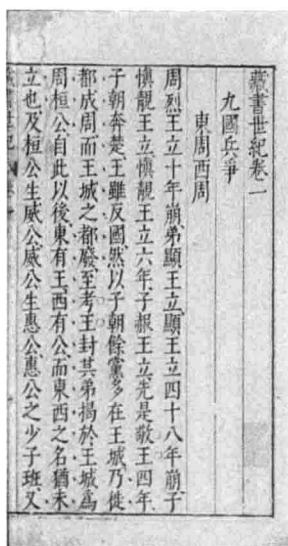 藏書世紀卷一
九國兵爭
東周西周
周烈王立十年崩弟顯王立顯王立四十八年崩子
慎靚王立慎靚王立六年子赧王立先是敬王四年
子朝奔楚王雖反國然以子朝餘黨多在王城乃徙
都成周而王城之都廢至考王封其弟揭於王城為
周桓公自此以後東有王西有公而東西之名猶未
立也及桓公生威公威公生惠公惠公之少子班又